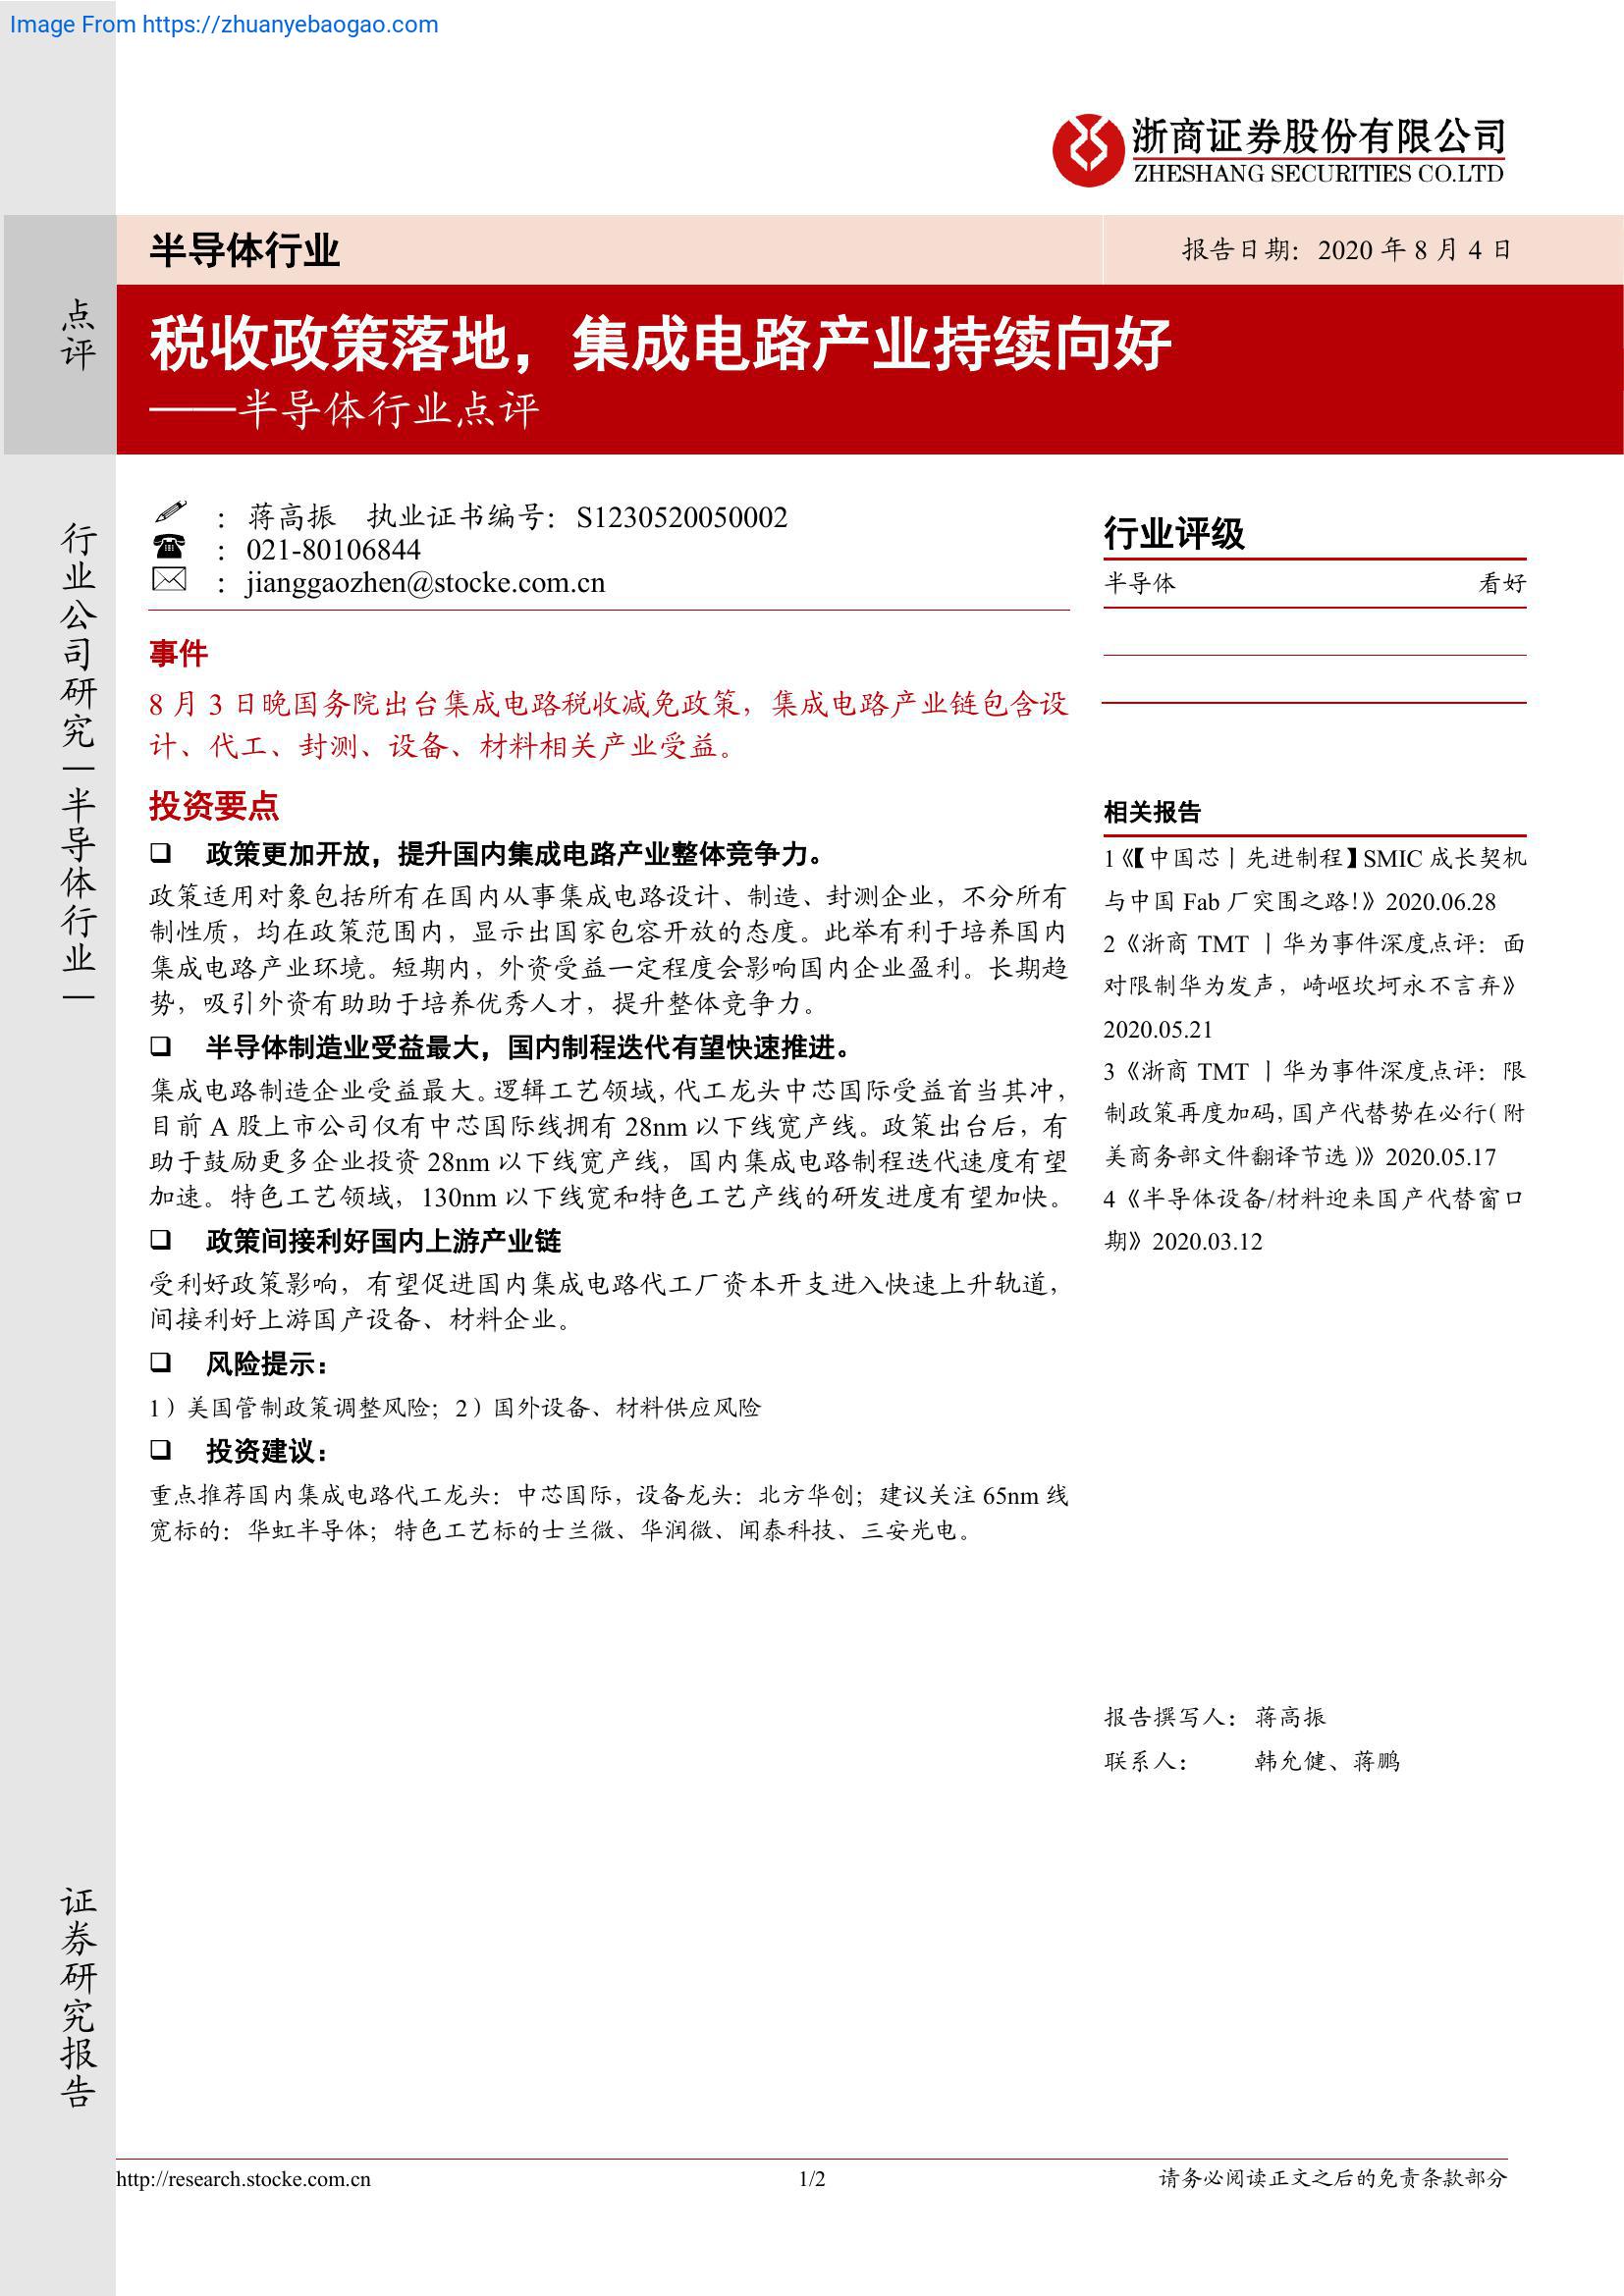 Image From https://zhuanyebaogao.com
浙商证券股份有限公司
ZHESHANG SECURITIES CO.LTD
半导体行业
报告日期：2020 年 8 月 4 日
点评
税收政策落地，集成电路产业持续向好
——半导体行业点评
行业公司研究|半导体行业|
：蒋高振 执业证书编号：S1230520050002
：021-80106844
：jianggaozhen@stocke.com.cn
事件
8 月 3 日晚国务院出台集成电路税收减免政策，集成电路产业链包含设
计、代工、封测、设备、材料相关产业受益。
投资要点
❑ 政策更加开放，提升国内集成电路产业整体竞争力。
政策适用对象包括所有在国内从事集成电路设计、制造、封测企业，不分所有
制性质，均在政策范围内，显示出国家包容开放的态度。此举有利于培养国内
集成电路产业环境。短期内，外资受益一定程度会影响国内企业盈利。长期趋
势，吸引外资有助助于培养优秀人才，提升整体竞争力。
❑ 半导体制造业受益最大，国内制程迭代有望快速推进。
集成电路制造企业受益最大。逻辑工艺领域，代工龙头中芯国际受益首当其冲，
目前 A 股上市公司仅有中芯国际线拥有 28nm 以下线宽产线。政策出台后，有
助于鼓励更多企业投资 28nm 以下线宽产线，国内集成电路制程迭代速度有望
加速。特色工艺领域，130nm 以下线宽和特色工艺产线的研发进度有望加快。
❑ 政策间接利好国内上游产业链
受利好政策影响，有望促进国内集成电路代工厂资本开支进入快速上升轨道，
间接利好上游国产设备、材料企业。
❑ 风险提示：
1）美国管制政策调整风险；2）国外设备、材料供应风险
❑ 投资建议：
重点推荐国内集成电路代工龙头：中芯国际，设备龙头：北方华创；建议关注 65nm 线
宽标的：华虹半导体；特色工艺标的士兰微、华润微、闻泰科技、三安光电。
行业评级
半导体 看好
相关报告
1《【中国芯丨先进制程】SMIC 成长契机
与中国 Fab 厂突围之路！》2020.06.28
2《浙商 TMT 丨华为事件深度点评：面
对限制华为发声，崎岖坎坷永不言弃》
2020.05.21
3《浙商 TMT 丨华为事件深度点评：限
制政策再度加码，国产代替势在必行（附
美商务部文件翻译节选）》2020.05.17
4《半导体设备/材料迎来国产代替窗口
期》2020.03.12
报告撰写人：蒋高振
联系人： 韩允健、蒋鹏
证券研究报告
http://research.stocke.com.cn
1/2
请务必阅读正文之后的免责条款部分